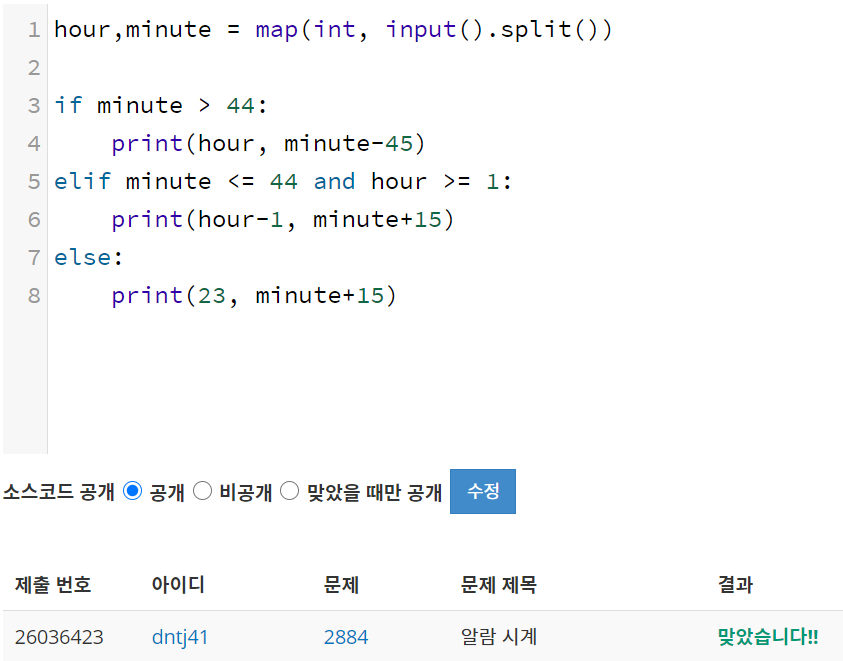 1 hour,minute = map(int, input().split())
2
3 if minute > 44:
4     print(hour, minute-45)
5 elif minute <= 44 and hour >= 1:
6     print(hour-1, minute+15)
7 else:
8     print(23, minute+15)
소스코드 공개 공개 비공개 맞았을 때만 공개 수정
제출 번호 아이디 문제 문제 제목 결과
26036423 dntj41 2884 알람 시계 맞았습니다!!